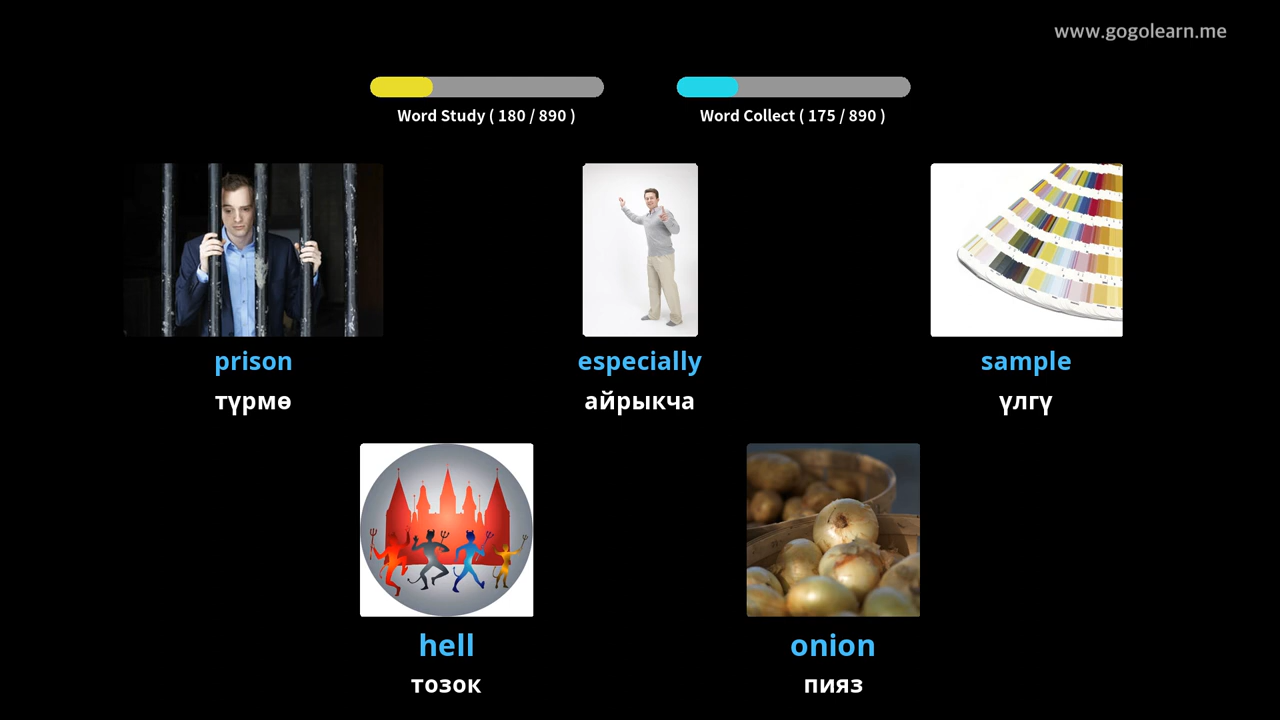 www.gogolearn.me
Word Study ( 180 / 890 )
Word Collect ( 175 / 890 )
prison
especially
sample
түрмө
айрыкча
үлгү
hell
onion
тозок
пияз